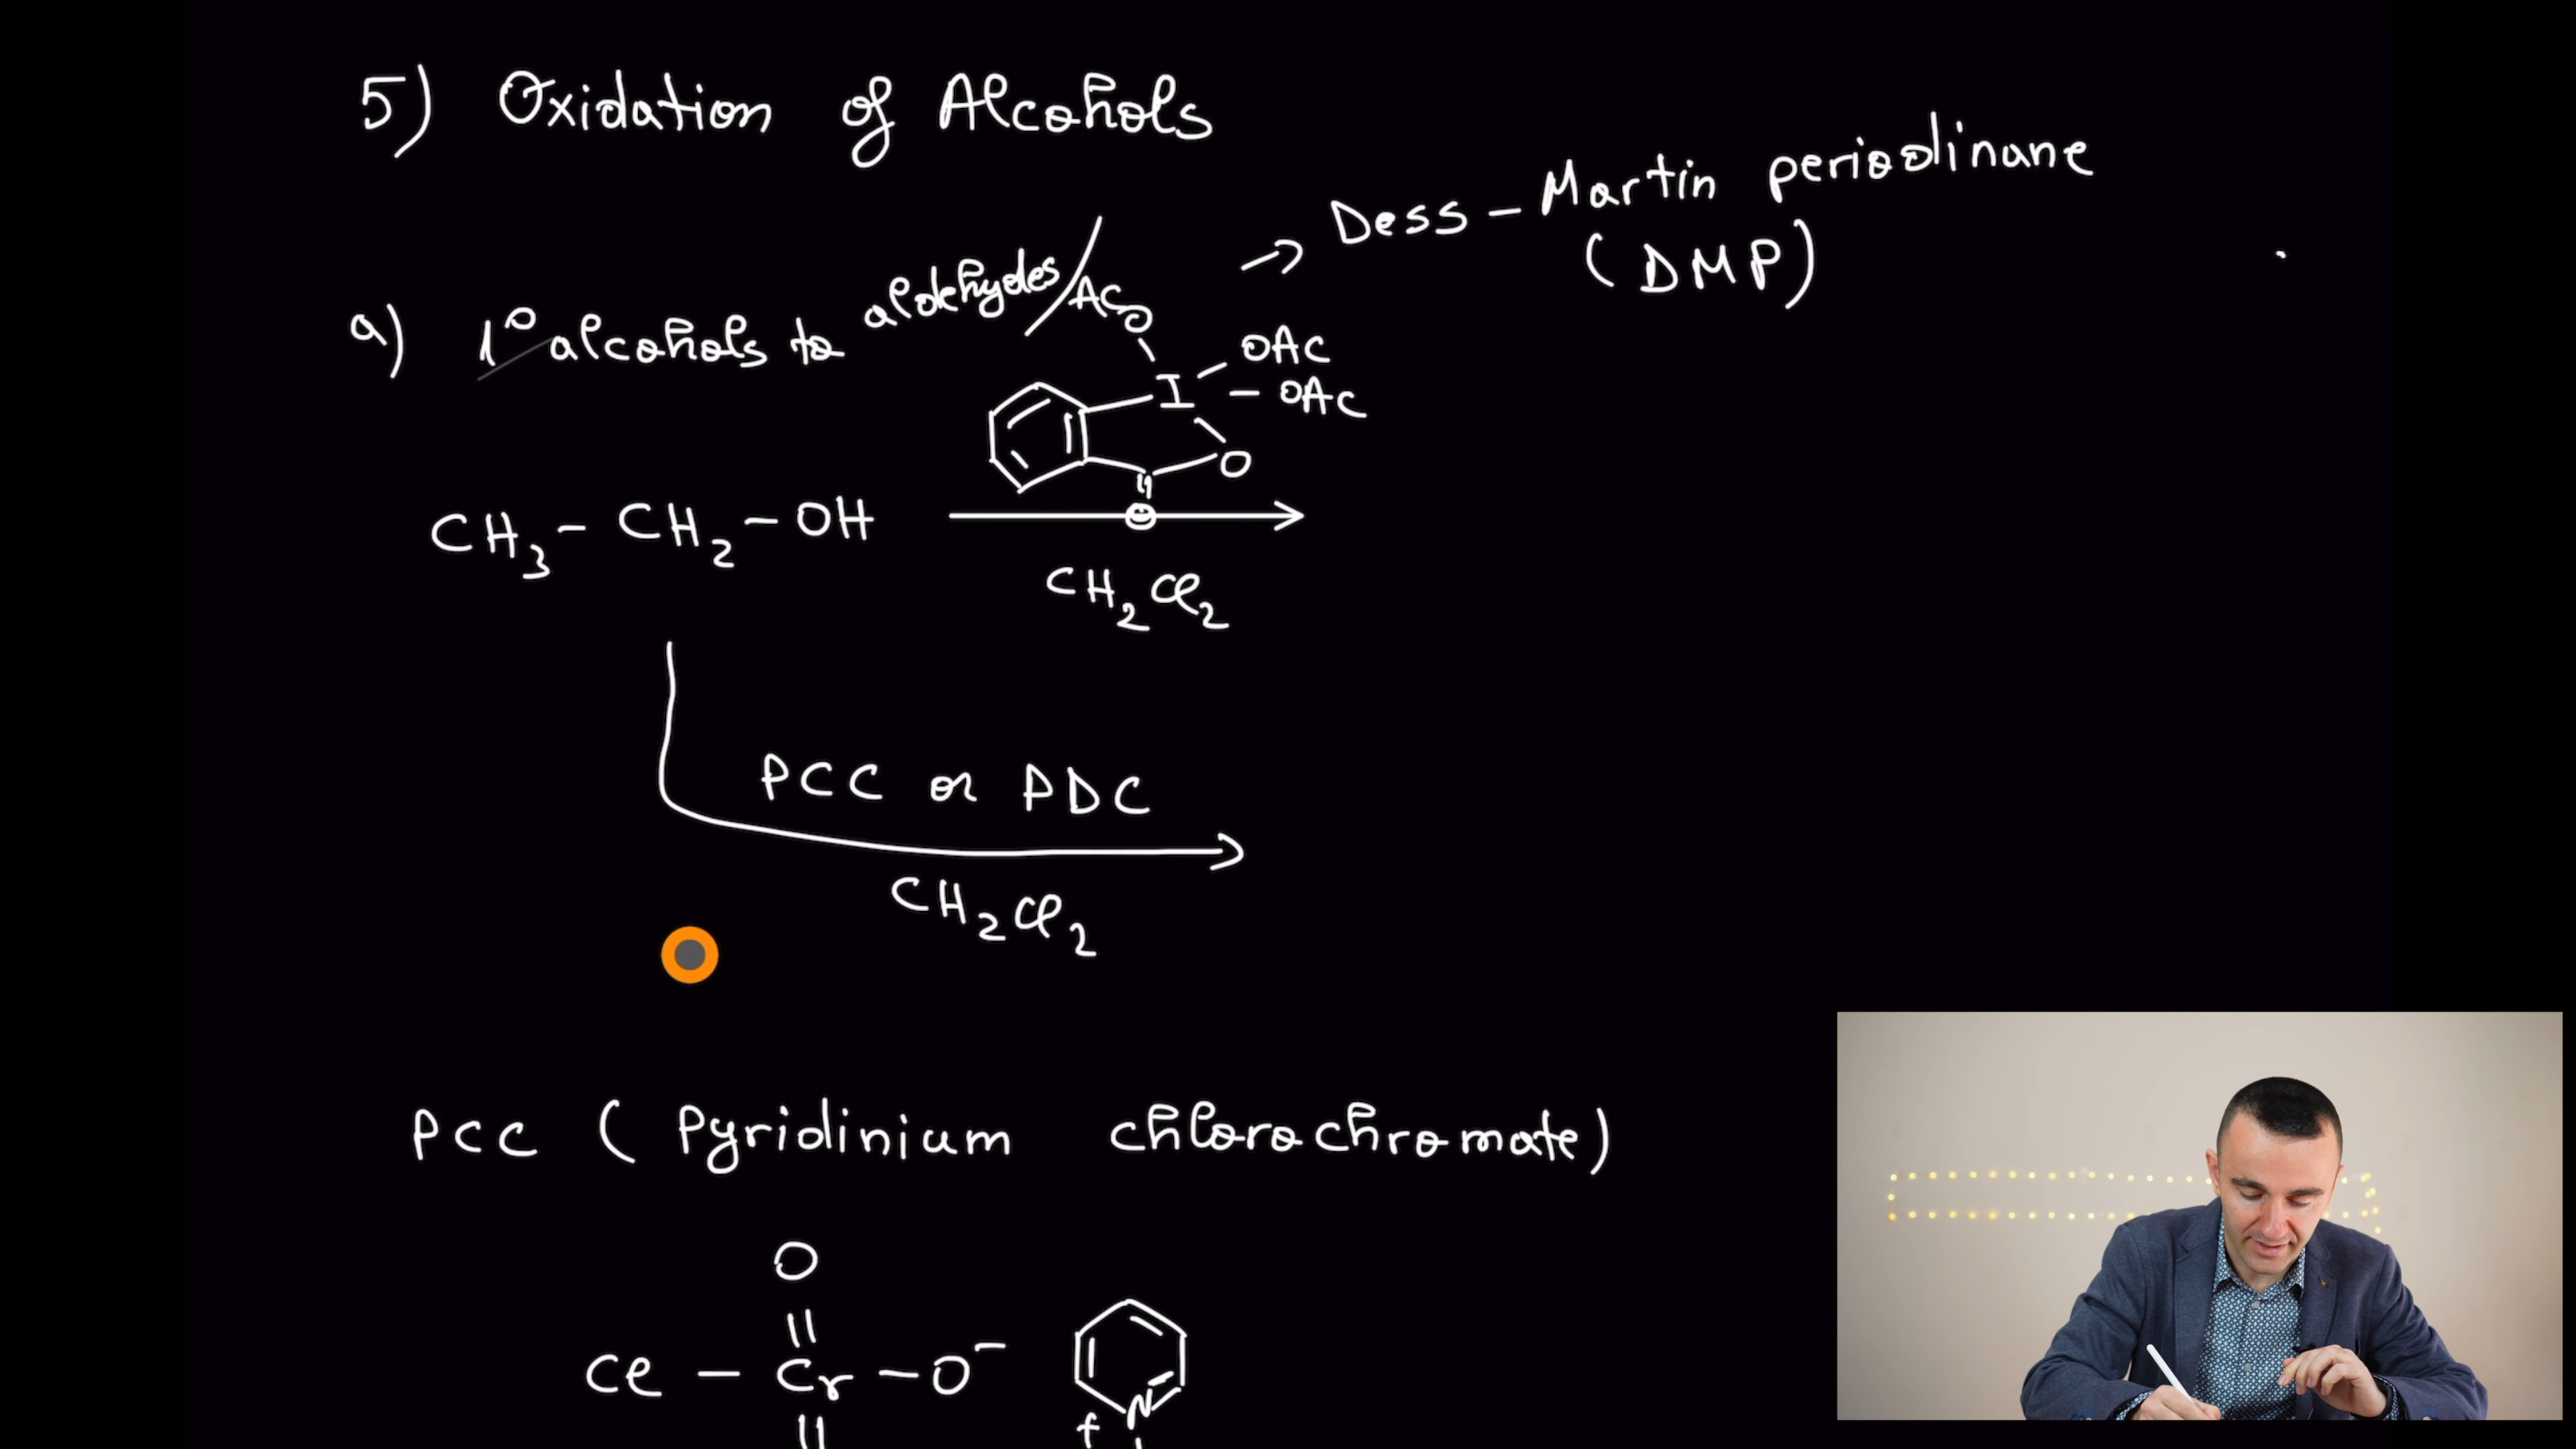 5) Oxidation of Alcohols
→ Dess – Martin periodinane
(DMP)
a) 1° alcohols to aldehydes/
AcO
OAc
I – OAc
O
O
CH₃ – CH₂ – OH
CH₂Cl₂
PCC or PDC
CH₂Cl₂
PCC (Pyridinium chlorochromate)
O
Cl – Cr – O⁻
N
+